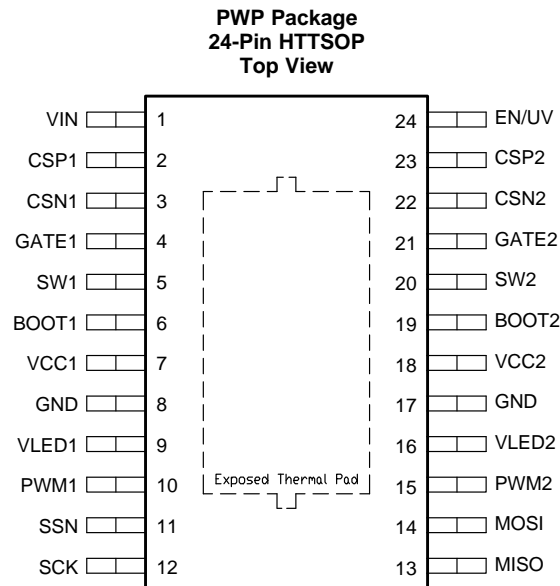 PWP Package
24-Pin HTTSOP
Top View
VIN 1 24 EN/UV
CSP1 2 23 CSP2
CSN1 3 22 CSN2
GATE1 4 21 GATE2
SW1 5 20 SW2
BOOT1 6 19 BOOT2
VCC1 7 18 VCC2
GND 8 17 GND
VLED1 9 16 VLED2
PWM1 10 Exposed Thermal Pad 15 PWM2
SSN 11 14 MOSI
SCK 12 13 MISO